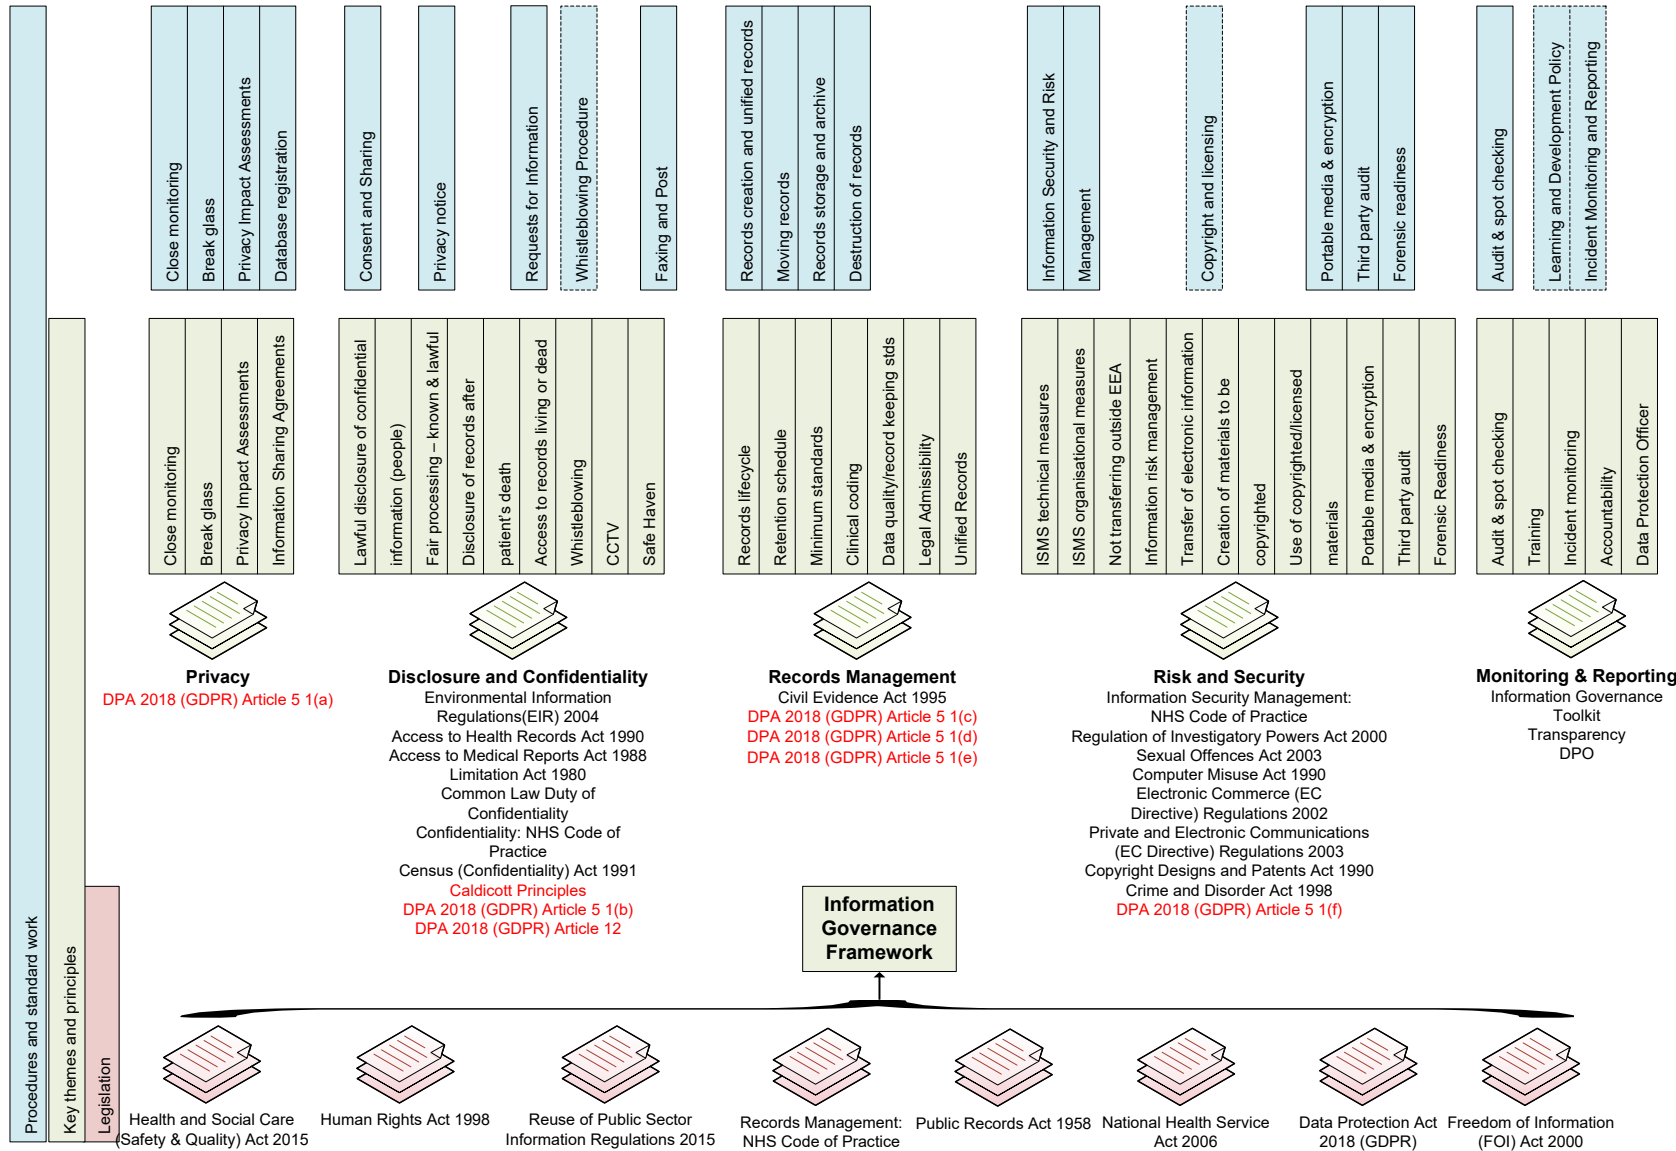 Close monitoring
Break glass
Privacy Impact Assessments
Database registration
Consent and Sharing
Privacy notice
Requests for Information
Whistleblowing Procedure
Faxing and Post
Records creation and unified records
Moving records
Records storage and archive
Destruction of records
Information Security and Risk
Management
Copyright and licensing
Portable media & encryption
Third party audit
Forensic readiness
Audit & spot checking
Learning and Development Policy
Incident Monitoring and Reporting
Close monitoring
Break glass
Privacy Impact Assessments
Information Sharing Agreements
Lawful disclosure of confidential
information (people)
Fair processing – known & lawful
Disclosure of records after
patient's death
Access to records living or dead
Whistleblowing
CCTV
Safe Haven
Records lifecycle
Retention schedule
Minimum standards
Clinical coding
Data quality/record keeping stds
Legal Admissibility
Unified Records
ISMS technical measures
ISMS organisational measures
Not transferring outside EEA
Information risk management
Transfer of electronic information
Creation of materials to be
copyrighted
Use of copyrighted/licensed
materials
Portable media & encryption
Third party audit
Forensic Readiness
Audit & spot checking
Training
Incident monitoring
Accountability
Data Protection Officer
Privacy
DPA 2018 (GDPR) Article 5 1(a)
Disclosure and Confidentiality
Environmental Information
Regulations(EIR) 2004
Access to Health Records Act 1990
Access to Medical Reports Act 1988
Limitation Act 1980
Common Law Duty of
Confidentiality
Confidentiality: NHS Code of
Practice
Census (Confidentiality) Act 1991
Caldicott Principles
DPA 2018 (GDPR) Article 5 1(b)
DPA 2018 (GDPR) Article 12
Records Management
Civil Evidence Act 1995
DPA 2018 (GDPR) Article 5 1(c)
DPA 2018 (GDPR) Article 5 1(d)
DPA 2018 (GDPR) Article 5 1(e)
Risk and Security
Information Security Management:
NHS Code of Practice
Regulation of Investigatory Powers Act 2000
Sexual Offences Act 2003
Computer Misuse Act 1990
Electronic Commerce (EC
Directive) Regulations 2002
Private and Electronic Communications
(EC Directive) Regulations 2003
Copyright Designs and Patents Act 1990
Crime and Disorder Act 1998
DPA 2018 (GDPR) Article 5 1(f)
Monitoring & Reporting
Information Governance
Toolkit
Transparency
DPO
Information
Governance
Framework
Procedures and standard work
Key themes and principles
Legislation
Health and Social Care
(Safety & Quality) Act 2015
Human Rights Act 1998
Reuse of Public Sector
Information Regulations 2015
Records Management:
NHS Code of Practice
Public Records Act 1958
National Health Service
Act 2006
Data Protection Act
2018 (GDPR)
Freedom of Information
(FOI) Act 2000